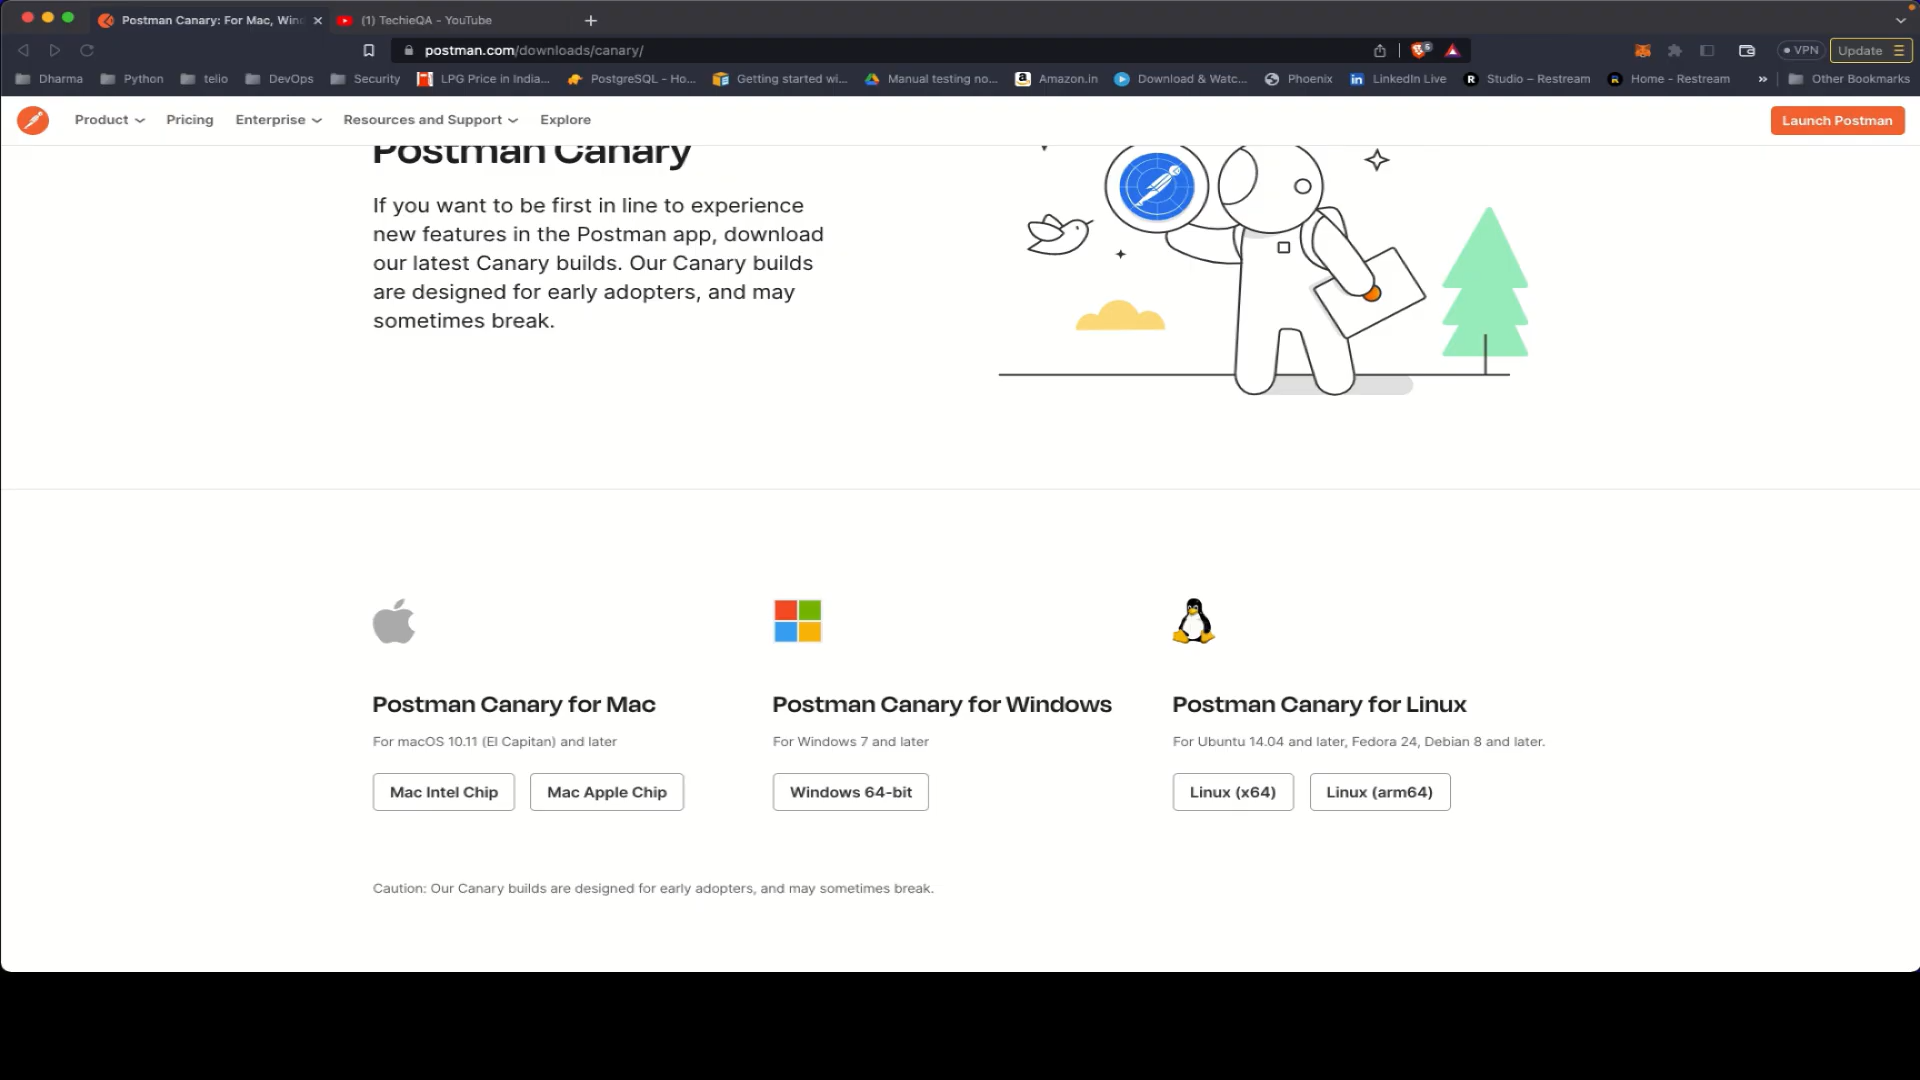 Postman Canary: For Mac, Wind
(1) TechieQA - YouTube
postman.com/downloads/canary/
6
VPN
Update
Dharma
Python
telio
DevOps
Security
LPG Price in India...
PostgreSQL - Ho...
Getting started wi...
Manual testing no...
Amazon.in
Download & Watc...
Phoenix
LinkedIn Live
Studio – Restream
Home - Restream
»
Other Bookmarks
Product
Pricing
Enterprise
Resources and Support
Explore
Launch Postman
Postman Canary
If you want to be first in line to experience
new features in the Postman app, download
our latest Canary builds. Our Canary builds
are designed for early adopters, and may
sometimes break.
Postman Canary for Mac
For macOS 10.11 (El Capitan) and later
Mac Intel Chip
Mac Apple Chip
Postman Canary for Windows
For Windows 7 and later
Windows 64-bit
Postman Canary for Linux
For Ubuntu 14.04 and later, Fedora 24, Debian 8 and later.
Linux (x64)
Linux (arm64)
Caution: Our Canary builds are designed for early adopters, and may sometimes break.